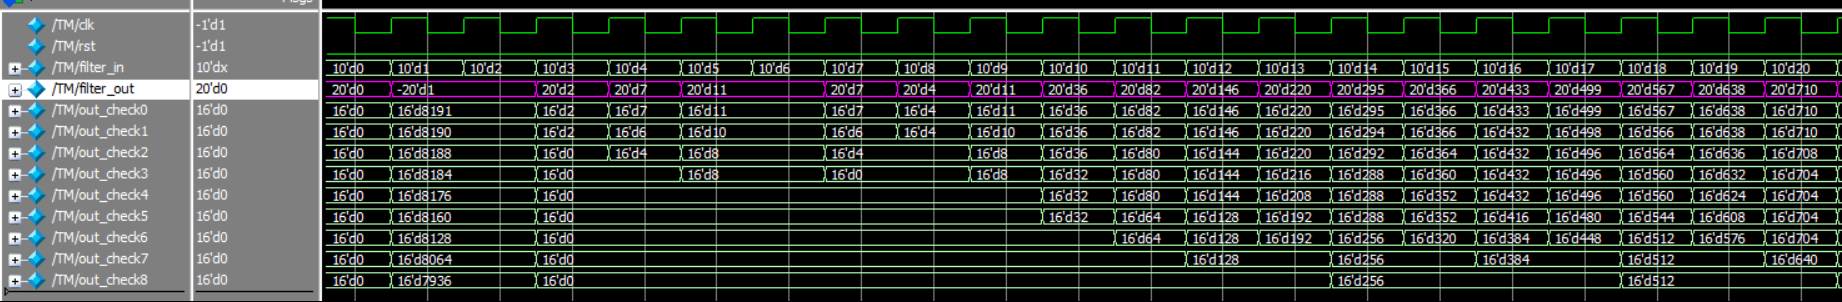 Msgs
/TM/clk -1'd1
/TM/rst -1'd1
/TM/filter_in 10'dx 10'd0 10'd1 10'd2 10'd3 10'd4 10'd5 10'd6 10'd7 10'd8 10'd9 10'd10 10'd11 10'd12 10'd13 10'd14 10'd15 10'd16 10'd17 10'd18 10'd19 10'd20
/TM/filter_out 20'd0 20'd0 -20'd1 20'd2 20'd7 20'd11 20'd7 20'd4 20'd11 20'd36 20'd82 20'd146 20'd220 20'd295 20'd366 20'd433 20'd499 20'd567 20'd638 20'd710
/TM/out_check0 16'd0 16'd0 16'd8191 16'd2 16'd7 16'd11 16'd7 16'd4 16'd11 16'd36 16'd82 16'd146 16'd220 16'd295 16'd366 16'd433 16'd499 16'd567 16'd638 16'd710
/TM/out_check1 16'd0 16'd0 16'd8190 16'd2 16'd6 16'd10 16'd6 16'd4 16'd10 16'd36 16'd82 16'd146 16'd220 16'd294 16'd366 16'd432 16'd498 16'd566 16'd638 16'd710
/TM/out_check2 16'd0 16'd0 16'd8188 16'd0 16'd4 16'd8 16'd4 16'd8 16'd36 16'd80 16'd144 16'd220 16'd292 16'd364 16'd432 16'd496 16'd564 16'd636 16'd708
/TM/out_check3 16'd0 16'd0 16'd8184 16'd0 16'd8 16'd0 16'd8 16'd32 16'd80 16'd144 16'd216 16'd288 16'd360 16'd432 16'd496 16'd560 16'd632 16'd704
/TM/out_check4 16'd0 16'd0 16'd8176 16'd0 16'd32 16'd80 16'd144 16'd208 16'd288 16'd352 16'd432 16'd496 16'd560 16'd624 16'd704
/TM/out_check5 16'd0 16'd0 16'd8160 16'd0 16'd32 16'd64 16'd128 16'd192 16'd288 16'd352 16'd416 16'd480 16'd544 16'd608 16'd704
/TM/out_check6 16'd0 16'd0 16'd8128 16'd0 16'd64 16'd128 16'd192 16'd256 16'd320 16'd384 16'd448 16'd512 16'd576 16'd704
/TM/out_check7 16'd0 16'd0 16'd8064 16'd0 16'd128 16'd256 16'd384 16'd512 16'd640
/TM/out_check8 16'd0 16'd0 16'd7936 16'd0 16'd256 16'd512